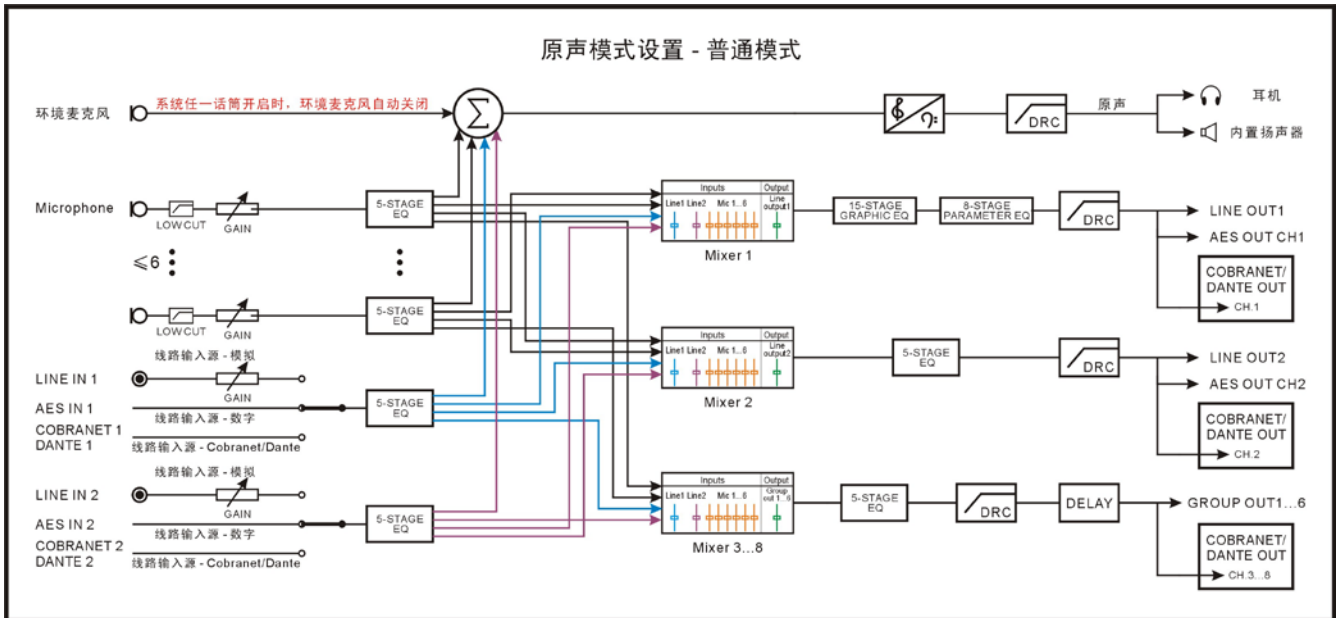 原声模式设置 - 普通模式
环境麦克风
系统任一话筒开启时，环境麦克风自动关闭
Σ
DRC
原声
耳机
内置扬声器
Microphone
LOWCUT
GAIN
5-STAGE
EQ
Inputs
Output
Line1 Line2 Mic 1...6
Line
output1
Mixer 1
15-STAGE
GRAPHIC EQ
8-STAGE
PARAMETER EQ
DRC
LINE OUT1
AES OUT CH1
COBRANET/
DANTE OUT
CH.1
≤6
LOWCUT
GAIN
5-STAGE
EQ
Inputs
Output
Line1 Line2 Mic 1...6
Line
output2
Mixer 2
5-STAGE
EQ
DRC
LINE OUT2
AES OUT CH2
COBRANET/
DANTE OUT
CH.2
线路输入源 - 模拟
LINE IN 1
GAIN
AES IN 1
线路输入源 - 数字
COBRANET 1
DANTE 1
线路输入源 - Cobranet/Dante
5-STAGE
EQ
线路输入源 - 模拟
LINE IN 2
GAIN
AES IN 2
线路输入源 - 数字
COBRANET 2
DANTE 2
线路输入源 - Cobranet/Dante
5-STAGE
EQ
Inputs
Output
Line1 Line2 Mic 1...6
Group
out 1...6
Mixer 3...8
5-STAGE
EQ
DRC
DELAY
GROUP OUT1...6
COBRANET/
DANTE OUT
CH.3...8